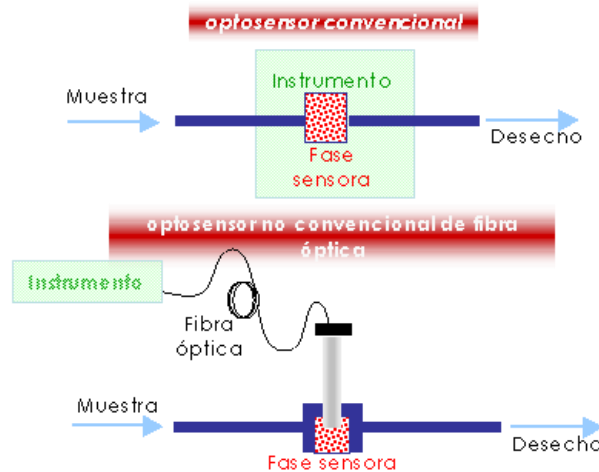 optosensor convencional
Instrumento
Muestra
Desecho
Fase
sensora
optosensor no convencional de fibra
óptica
Instrumento
Fibra
óptica
Muestra
Desecho
Fase sensora